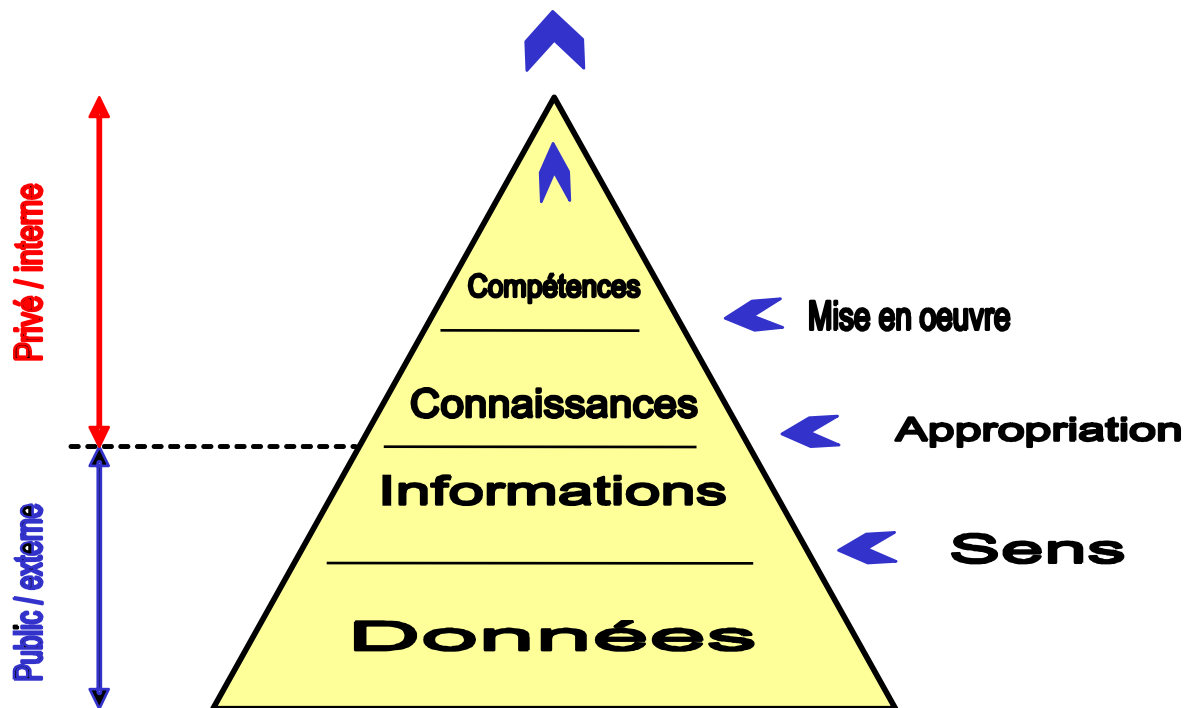 Privé / interne
Public / externe
Compétences
Mise en oeuvre
Connaissances
Appropriation
Informations
Sens
Données